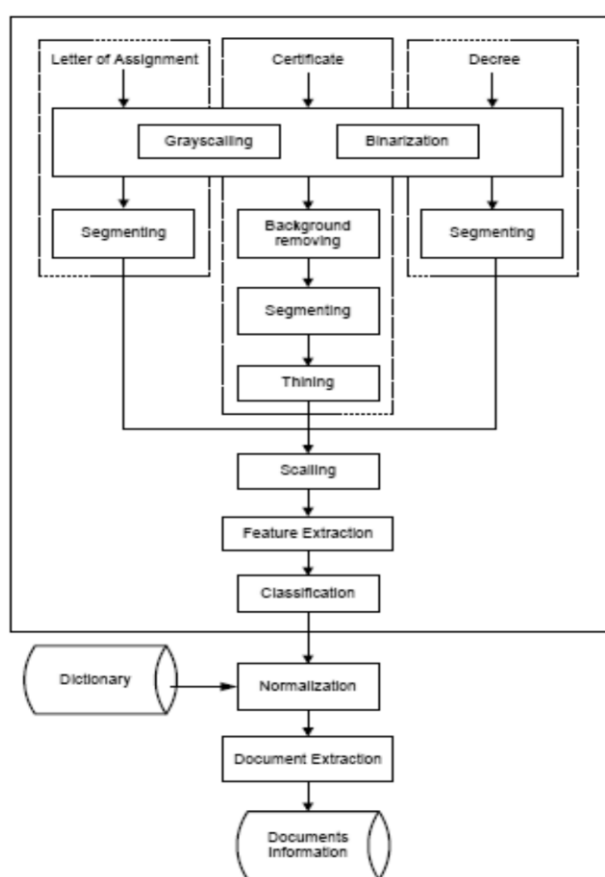 Letter of Assignment
Certificate
Decree
Grayscalling
Binarization
Segmenting
Background
removing
Segmenting
Segmenting
Thining
Scalling
Feature Extraction
Classification
Dictionary
Normalization
Document Extraction
Documents
Information